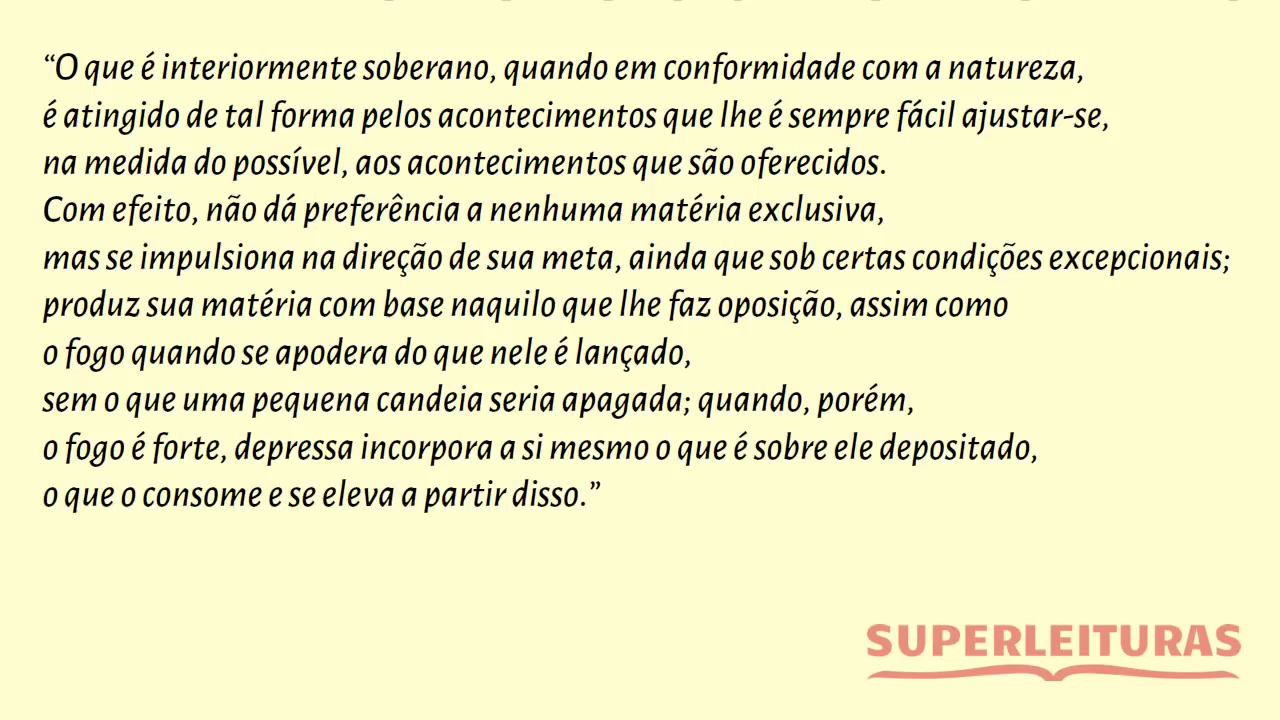 “O que é interiormente soberano, quando em conformidade com a natureza,
é atingido de tal forma pelos acontecimentos que lhe é sempre fácil ajustar-se,
na medida do possível, aos acontecimentos que são oferecidos.
Com efeito, não dá preferência a nenhuma matéria exclusiva,
mas se impulsiona na direção de sua meta, ainda que sob certas condições excepcionais;
produz sua matéria com base naquilo que lhe faz oposição, assim como
o fogo quando se apodera do que nele é lançado,
sem o que uma pequena candeia seria apagada; quando, porém,
o fogo é forte, depressa incorpora a si mesmo o que é sobre ele depositado,
o que o consome e se eleva a partir disso.”
SUPERLEITURAS